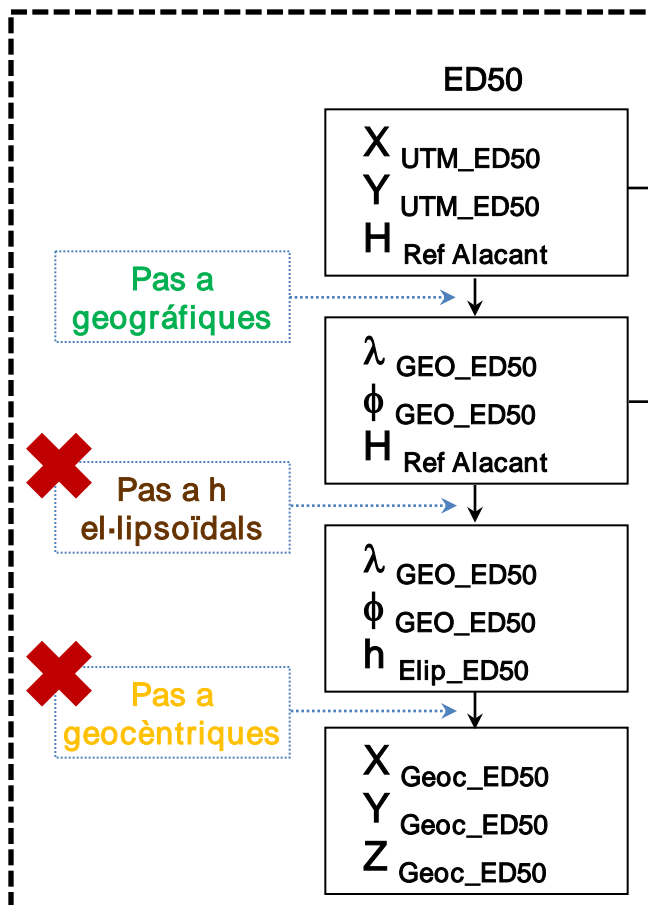 ED50
X UTM_ED50
Y UTM_ED50
H Ref Alacant
Pas a
geográfiques
λ GEO_ED50
ϕ GEO_ED50
H Ref Alacant
Pas a h
el·lipsoïdals
λ GEO_ED50
ϕ GEO_ED50
h Elip_ED50
Pas a
geocèntriques
X Geoc_ED50
Y Geoc_ED50
Z Geoc_ED50